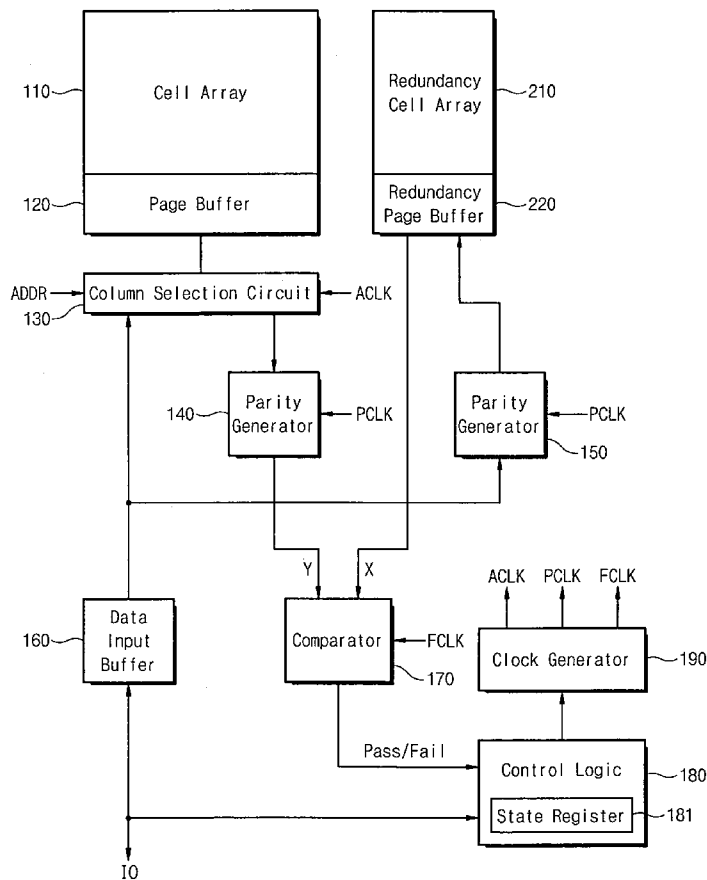 110
Cell Array
Redundancy
Cell Array
210
120
Page Buffer
Redundancy
Page Buffer
220
ADDR
Column Selection Circuit
ACLK
130
140
Parity
Generator
PCLK
Parity
Generator
PCLK
150
Y
X
ACLK
PCLK
FCLK
160
Data
Input
Buffer
Comparator
FCLK
170
Clock Generator
190
Pass/Fail
Control Logic
180
State Register
181
IO